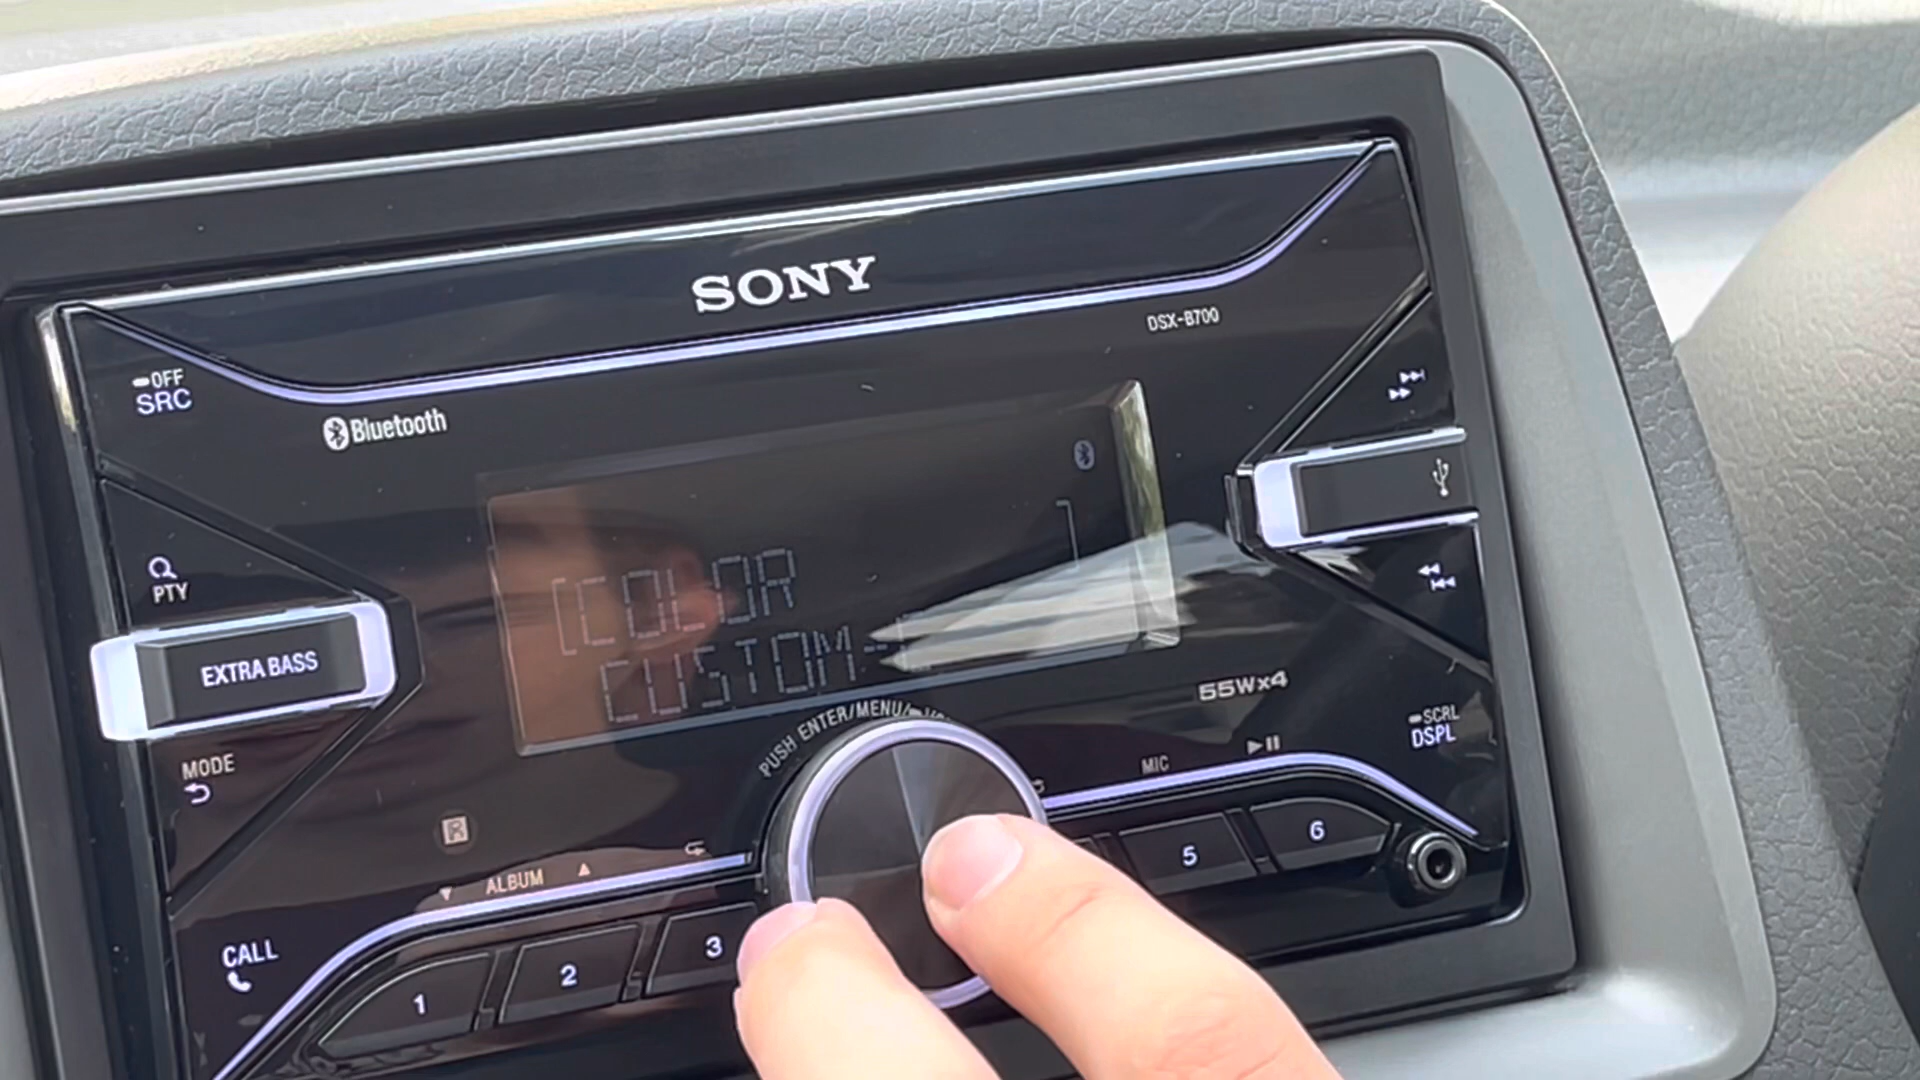 SONY
DSX-B700
OFF
SRC
Bluetooth
[COLOR ]
CUSTOM-
PTY
EXTRA BASS
MODE
PUSH ENTER/MENU/
55Wx4
SCRL
DSPL
MIC
ALBUM
CALL
1
2
3
5
6